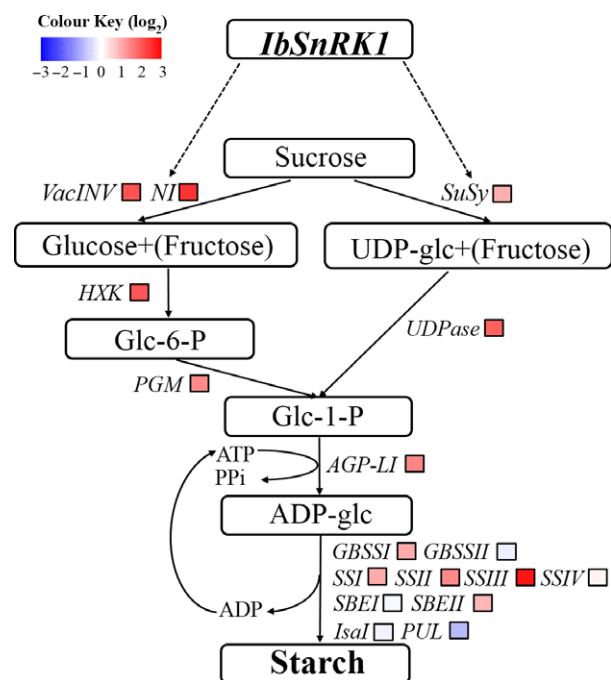 Colour Key (log2)
−3 −2 −1 0 1 2 3
IbSnRK1
Sucrose
VacINV NI SuSy
Glucose+(Fructose) UDP-glc+(Fructose)
HXK
UDPase
Glc-6-P
PGM
Glc-1-P
ATP
AGP-LI
PPi
ADP-glc
GBSSI GBSSII
SSI SSII SSIII SSIV
SBEI SBEII
ADP
IsaI PUL
Starch